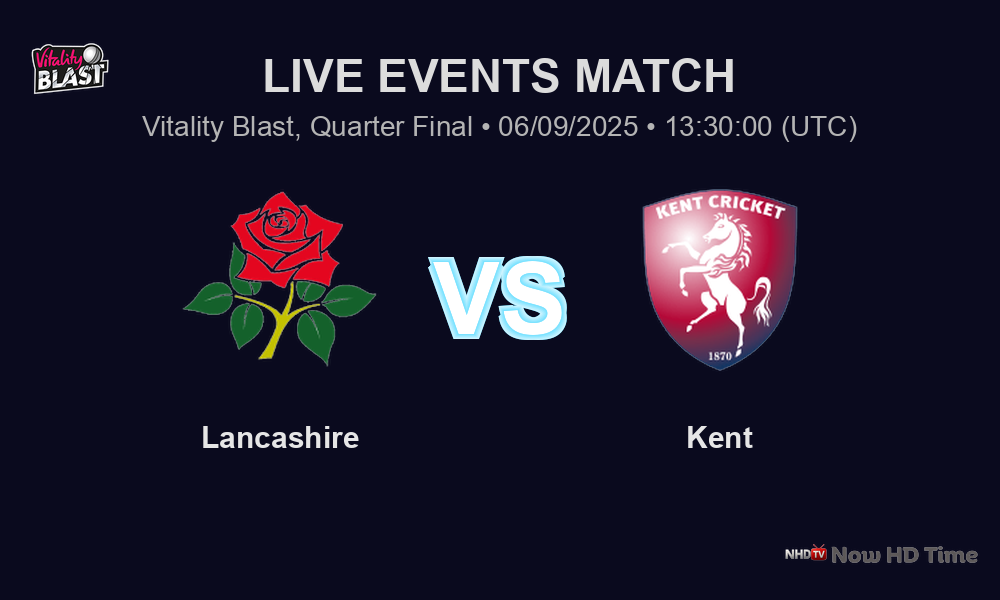 Vitality
BLAST
LIVE EVENTS MATCH
Vitality Blast, Quarter Final • 06/09/2025 • 13:30:00 (UTC)
KENT CRICKET
VS
1870
Lancashire
Kent
NHD TV Now HD Time